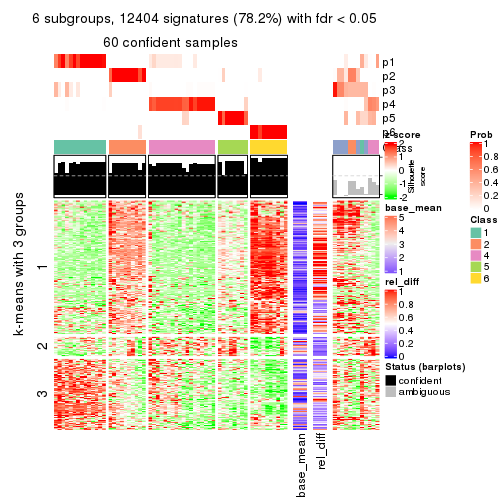 6 subgroups, 12404 signatures (78.2%) with fdr < 0.05
60 confident samples
p1
p2
p3
p4
p5
p6
Class
z-score
2
1
0
-1
-2
Silhouette
score
Prob
1
0.8
0.6
0.4
0.2
0
base_mean
5
4
3
2
1
Class
1
2
4
5
6
rel_diff
1
0.8
0.6
0.4
0.2
0
Status (barplots)
confident
ambiguous
k-means with 3 groups
1
2
3
base_mean
rel_diff